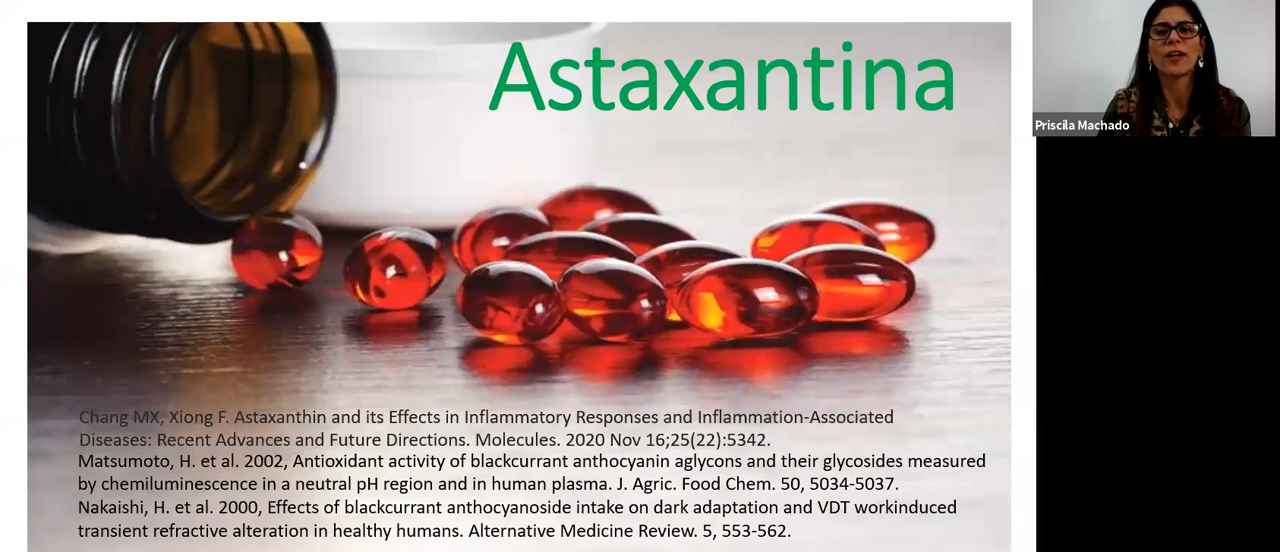 Astaxantina
Priscila Machado
Chang MX, Xiong F. Astaxanthin and its Effects in Inflammatory Responses and Inflammation-Associated
Diseases: Recent Advances and Future Directions. Molecules. 2020 Nov 16;25(22):5342.
Matsumoto, H. et al. 2002, Antioxidant activity of blackcurrant anthocyanin aglycons and their glycosides measured
by chemiluminescence in a neutral pH region and in human plasma. J. Agric. Food Chem. 50, 5034-5037.
Nakaishi, H. et al. 2000, Effects of blackcurrant anthocyanoside intake on dark adaptation and VDT workinduced
transient refractive alteration in healthy humans. Alternative Medicine Review. 5, 553-562.